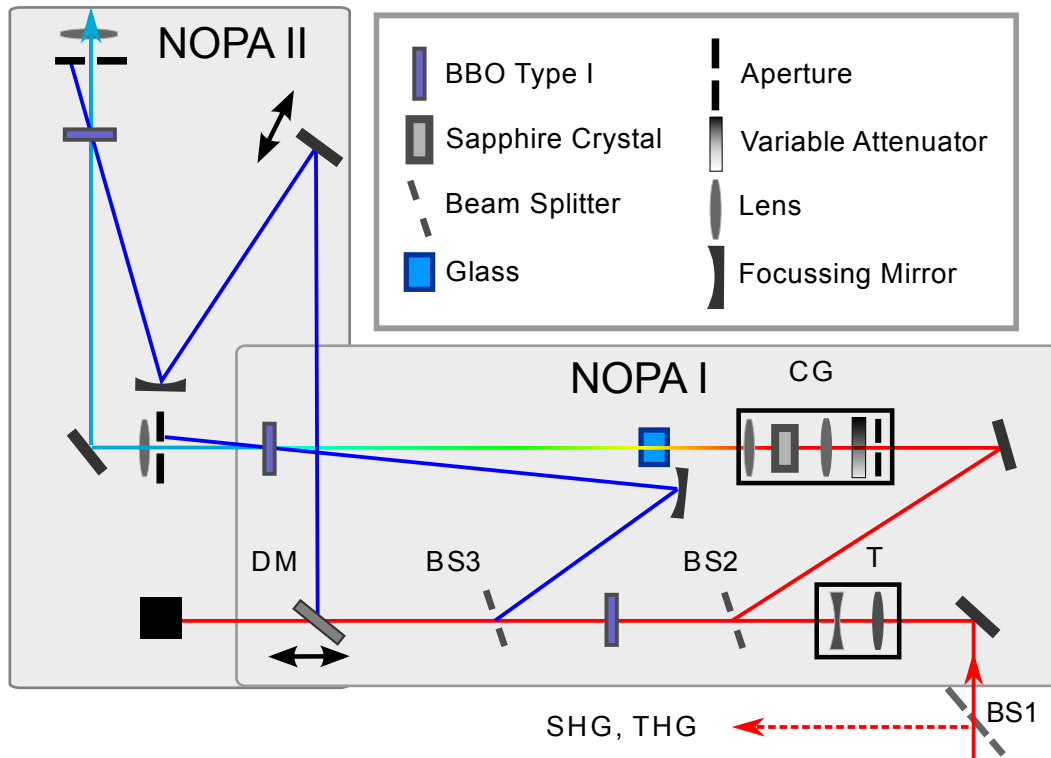 NOPA II
BBO Type I
Sapphire Crystal
Beam Splitter
Glass
Aperture
Variable Attenuator
Lens
Focussing Mirror
NOPA I
CG
DM
BS3
BS2
T
BS1
SHG, THG